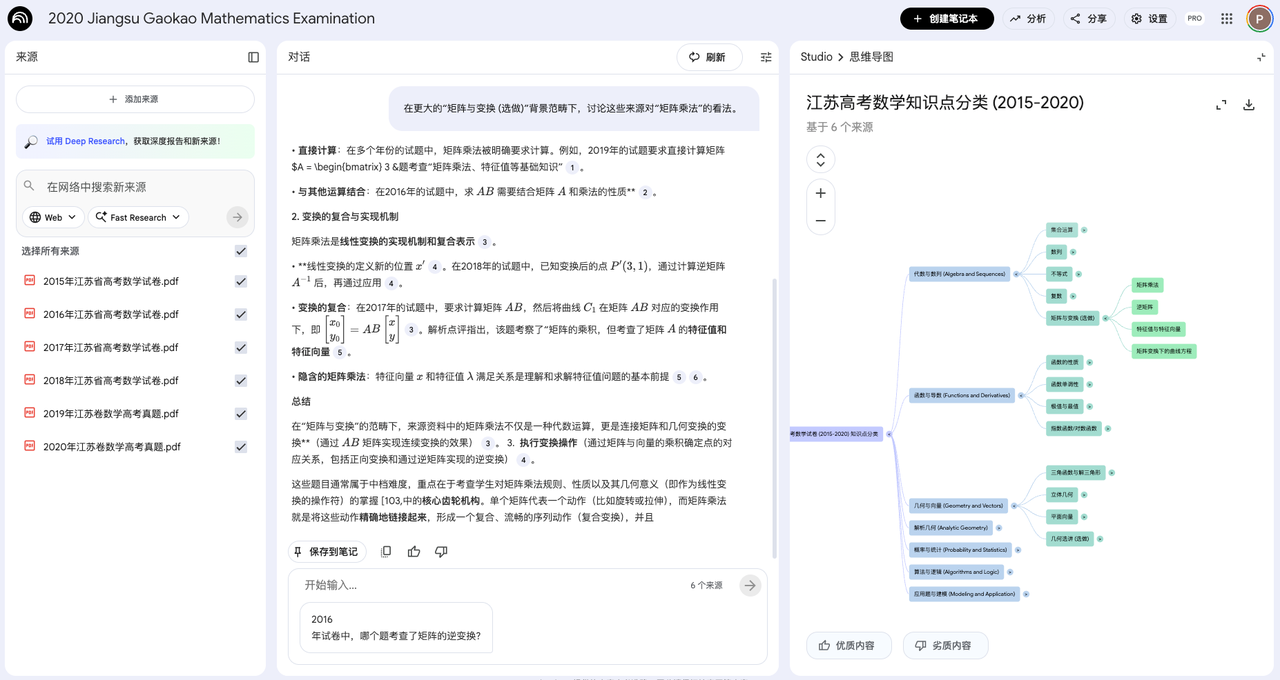 2020 Jiangsu Gaokao Mathematics Examination
+ 创建笔记本
分析
分享
设置
PRO
P
来源
+ 添加来源
试用 Deep Research，获取深度报告和新来源！
在网络中搜索新来源
Web
Fast Research
选择所有来源
PDF 2015年江苏省高考数学试卷.pdf
PDF 2016年江苏省高考数学试卷.pdf
PDF 2017年江苏省高考数学试卷.pdf
PDF 2018年江苏省高考数学试卷.pdf
PDF 2019年江苏卷数学高考真题.pdf
PDF 2020年江苏卷数学高考真题.pdf
对话
刷新
在更大的“矩阵与变换 (选做)”背景范畴下，讨论这些来源对“矩阵乘法”的看法。
• 直接计算：在多个年份的试题中，矩阵乘法被明确要求计算。例如，2019年的试题要求直接计算矩阵
$A = \begin{bmatrix} 3 &题考查“矩阵乘法、特征值等基础知识” 1 。
• 与其他运算结合：在2016年的试题中，求 AB 需要结合矩阵 A 和乘法的性质** 2 。
2. 变换的复合与实现机制
矩阵乘法是线性变换的实现机制和复合表示 3 。
• **线性变换的定义新的位置 x′ 4 。在2018年的试题中，已知变换后的点 P′(3,1)，通过计算逆矩阵
A⁻¹ 后，再通过应用 4 。
• 变换的复合：在2017年的试题中，要求计算矩阵 AB，然后将曲线 C₁ 在矩阵 AB 对应的变换作用
下，即 [x₀ y₀] = AB [x y] 3 。解析点评指出，该题考察了“矩阵的乘积，但考查了矩阵 A 的特征值和
特征向量 5 。
• 隐含的矩阵乘法：特征向量 x 和特征值 λ 满足关系是理解和求解特征值问题的基本前提 5 6 。
总结
在“矩阵与变换”的范畴下，来源资料中的矩阵乘法不仅是一种代数运算，更是连接矩阵和几何变换的变
换**（通过 AB 矩阵实现连续变换的效果） 3 。3. 执行变换操作（通过矩阵与向量的乘积确定点的对
应关系，包括正向变换和通过逆矩阵实现的逆变换） 4 。
这些题目通常属于中档难度，重点在于考查学生对矩阵乘法规则、性质以及其几何意义（即作为线性变
换的操作符）的掌握 [103,中的核心齿轮机构。单个矩阵代表一个动作（比如旋转或拉伸），而矩阵乘法
就是将这些动作精确地链接起来，形成一个复合、流畅的序列动作（复合变换），并且
保存到笔记
开始输入...
6 个来源
2016
年试卷中，哪个题考查了矩阵的逆变换？
Studio > 思维导图
江苏高考数学知识点分类 (2015-2020)
基于 6 个来源
考数学试卷 (2015-2020) 知识点分类
代数与数列 (Algebra and Sequences)
集合运算
数列
不等式
复数
矩阵与变换 (选做)
矩阵乘法
逆矩阵
特征值与特征向量
矩阵变换下的曲线方程
函数与导数 (Functions and Derivatives)
函数的性质
函数单调性
极值与最值
指数函数/对数函数
几何与向量 (Geometry and Vectors)
三角函数与解三角形
立体几何
平面向量
几何选讲 (选做)
解析几何 (Analytic Geometry)
概率与统计 (Probability and Statistics)
算法与逻辑 (Algorithms and Logic)
应用题与建模 (Modeling and Application)
优质内容
劣质内容